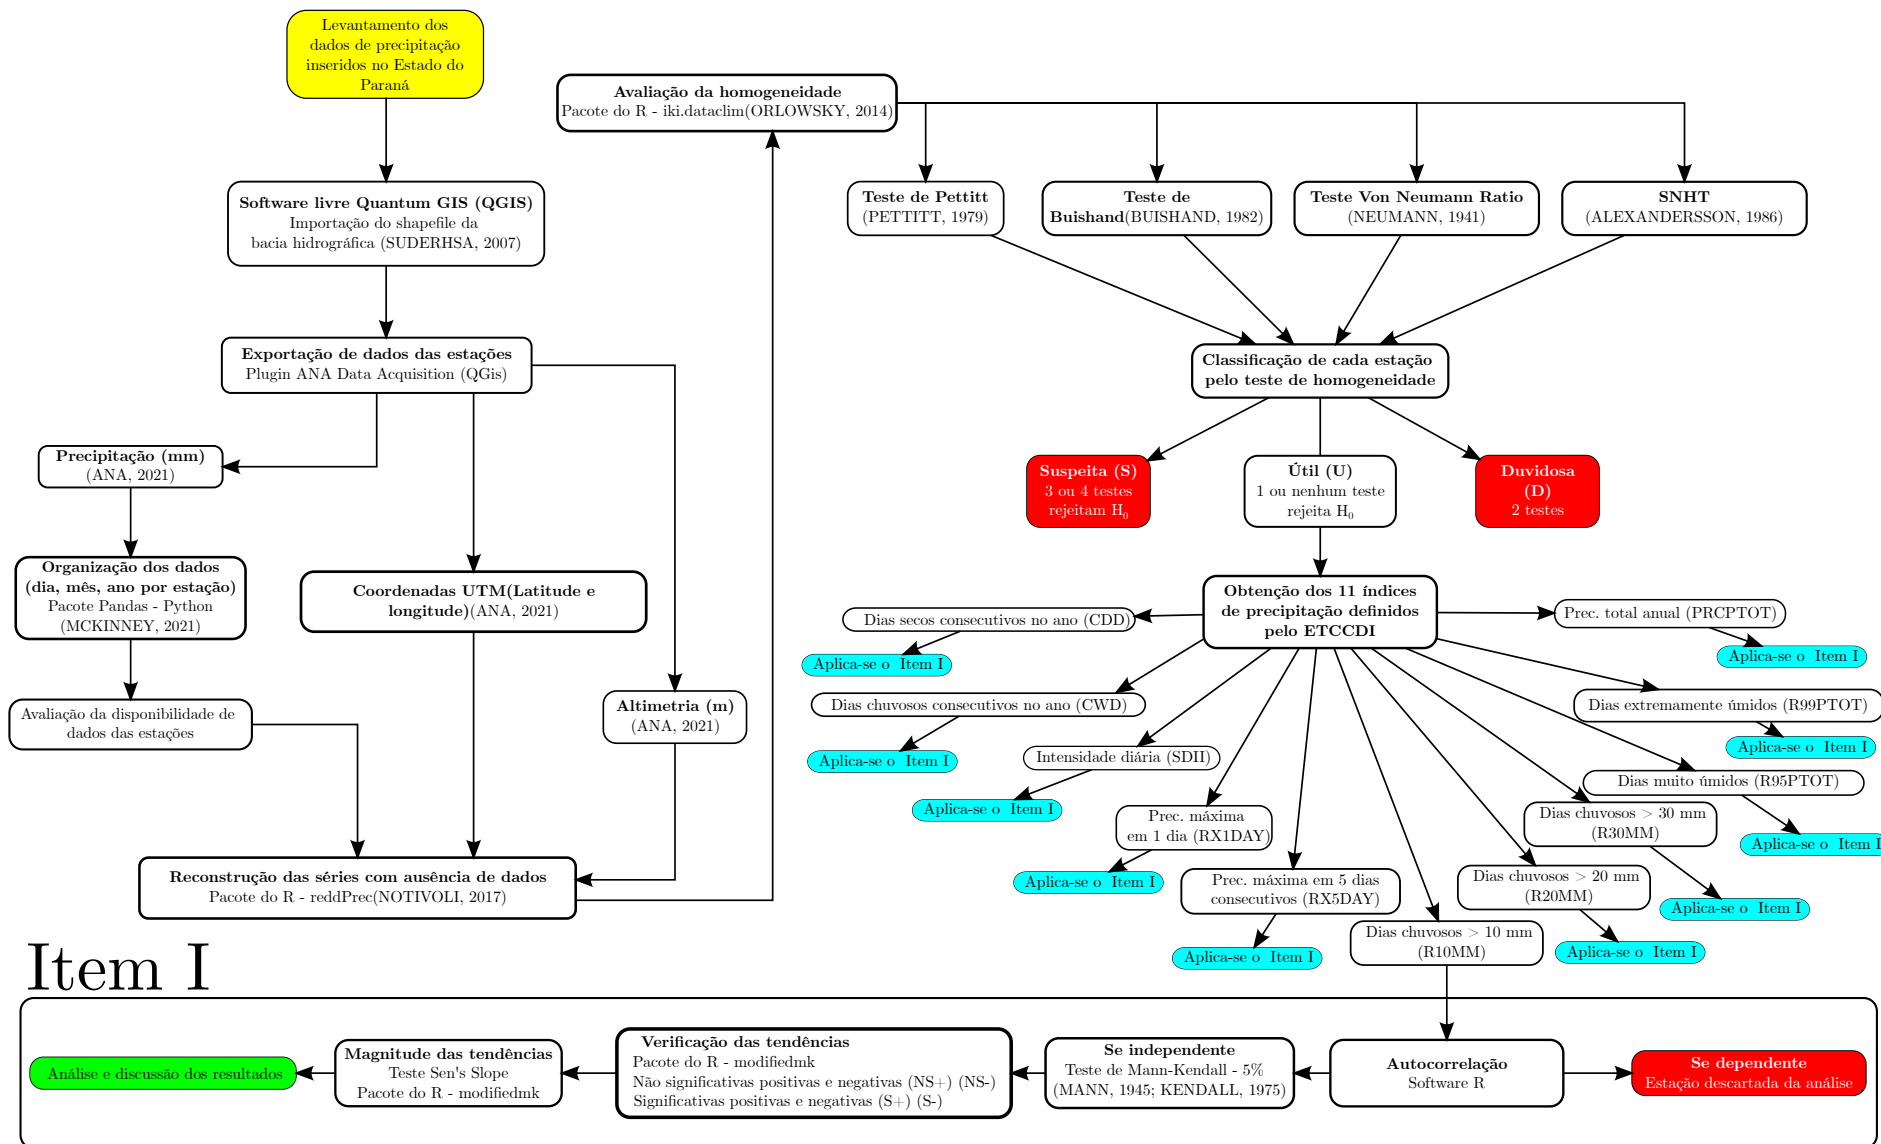 Levantamento dos
dados de precipitação
inseridos no Estado do
Paraná
Software livre Quantum GIS (QGIS)
Importação do shapefile da
bacia hidrográfica (SUDERHSA, 2007)
Exportação de dados das estações
Plugin ANA Data Acquisition (QGis)
Precipitação (mm)
(ANA, 2021)
Organização dos dados
(dia, mês, ano por estação)
Pacote Pandas - Python
(MCKINNEY, 2021)
Avaliação da disponibilidade de
dados das estações
Coordenadas UTM(Latitude e
longitude)(ANA, 2021)
Altimetria (m)
(ANA, 2021)
Reconstrução das séries com ausência de dados
Pacote do R - reddPrec(NOTIVOLI, 2017)
Avaliação da homogeneidade
Pacote do R - iki.dataclim(ORLOWSKY, 2014)
Teste de Pettitt
(PETTITT, 1979)
Teste de
Buishand(BUISHAND, 1982)
Teste Von Neumann Ratio
(NEUMANN, 1941)
SNHT
(ALEXANDERSSON, 1986)
Classificação de cada estação
pelo teste de homogeneidade
Suspeita (S)
3 ou 4 testes
rejeitam H₀
Útil (U)
1 ou nenhum teste
rejeita H₀
Duvidosa
(D)
2 testes
Obtenção dos 11 índices
de precipitação definidos
pelo ETCCDI
Dias secos consecutivos no ano (CDD)
Aplica-se o Item I
Dias chuvosos consecutivos no ano (CWD)
Aplica-se o Item I
Intensidade diária (SDII)
Aplica-se o Item I
Prec. máxima
em 1 dia (RX1DAY)
Aplica-se o Item I
Prec. máxima em 5 dias
consecutivos (RX5DAY)
Aplica-se o Item I
Dias chuvosos > 10 mm
(R10MM)
Dias chuvosos > 20 mm
(R20MM)
Aplica-se o Item I
Dias chuvosos > 30 mm
(R30MM)
Aplica-se o Item I
Dias muito úmidos (R95PTOT)
Aplica-se o Item I
Dias extremamente úmidos (R99PTOT)
Aplica-se o Item I
Prec. total anual (PRCPTOT)
Aplica-se o Item I
Item I
Autocorrelação
Software R
Se dependente
Estação descartada da análise
Se independente
Teste de Mann-Kendall - 5%
(MANN, 1945; KENDALL, 1975)
Verificação das tendências
Pacote do R - modifiedmk
Não significativas positivas e negativas (NS+) (NS-)
Significativas positivas e negativas (S+) (S-)
Magnitude das tendências
Teste Sen's Slope
Pacote do R - modifiedmk
Análise e discussão dos resultados